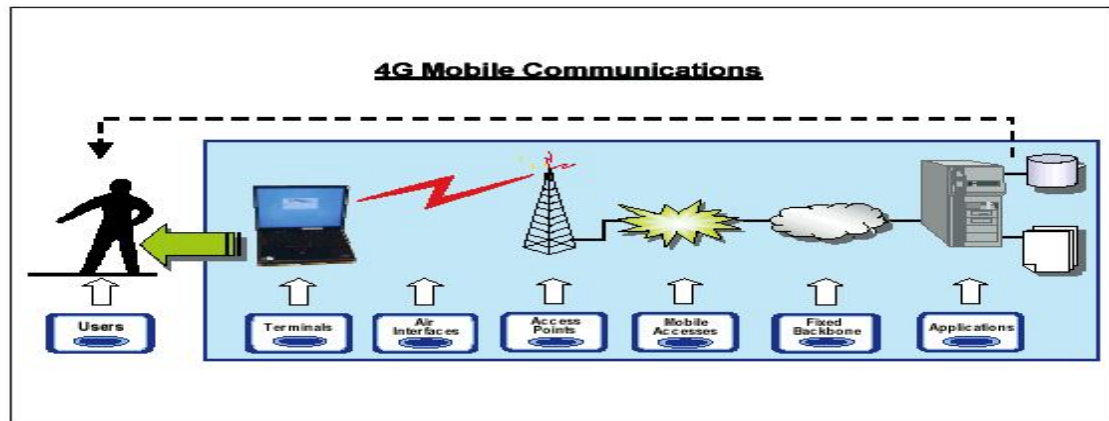 4G Mobile Communications
Users
Terminals
Air
Interfaces
Access
Points
Mobile
Accesses
Fixed
Backbone
Applications